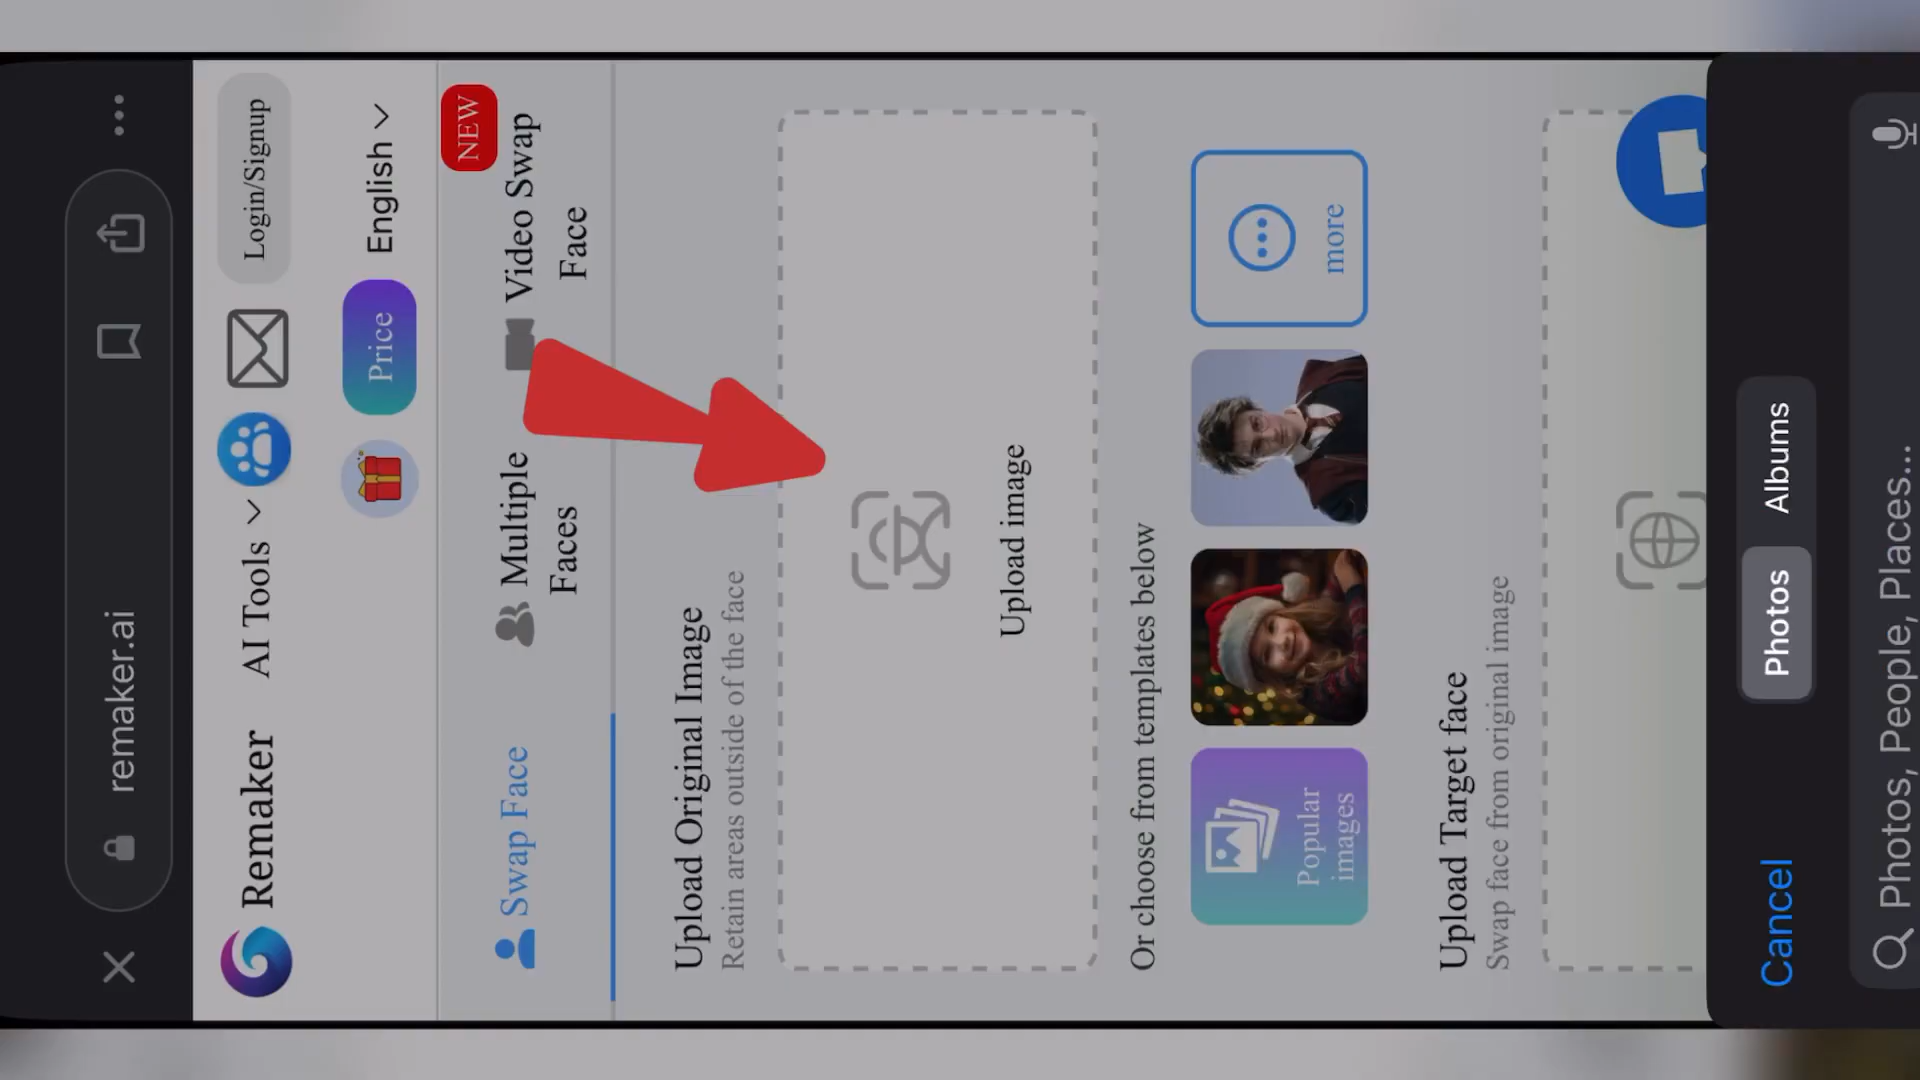 remaker.ai
Remaker
AI Tools
Login/Signup
Price
English
Swap Face
Multiple
Faces
Video Swap
Face
NEW
Upload Original Image
Retain areas outside of the face
Upload image
Or choose from templates below
Popular
images
more
Upload Target face
Swap face from original image
Cancel
Photos
Albums
Photos, People, Places...